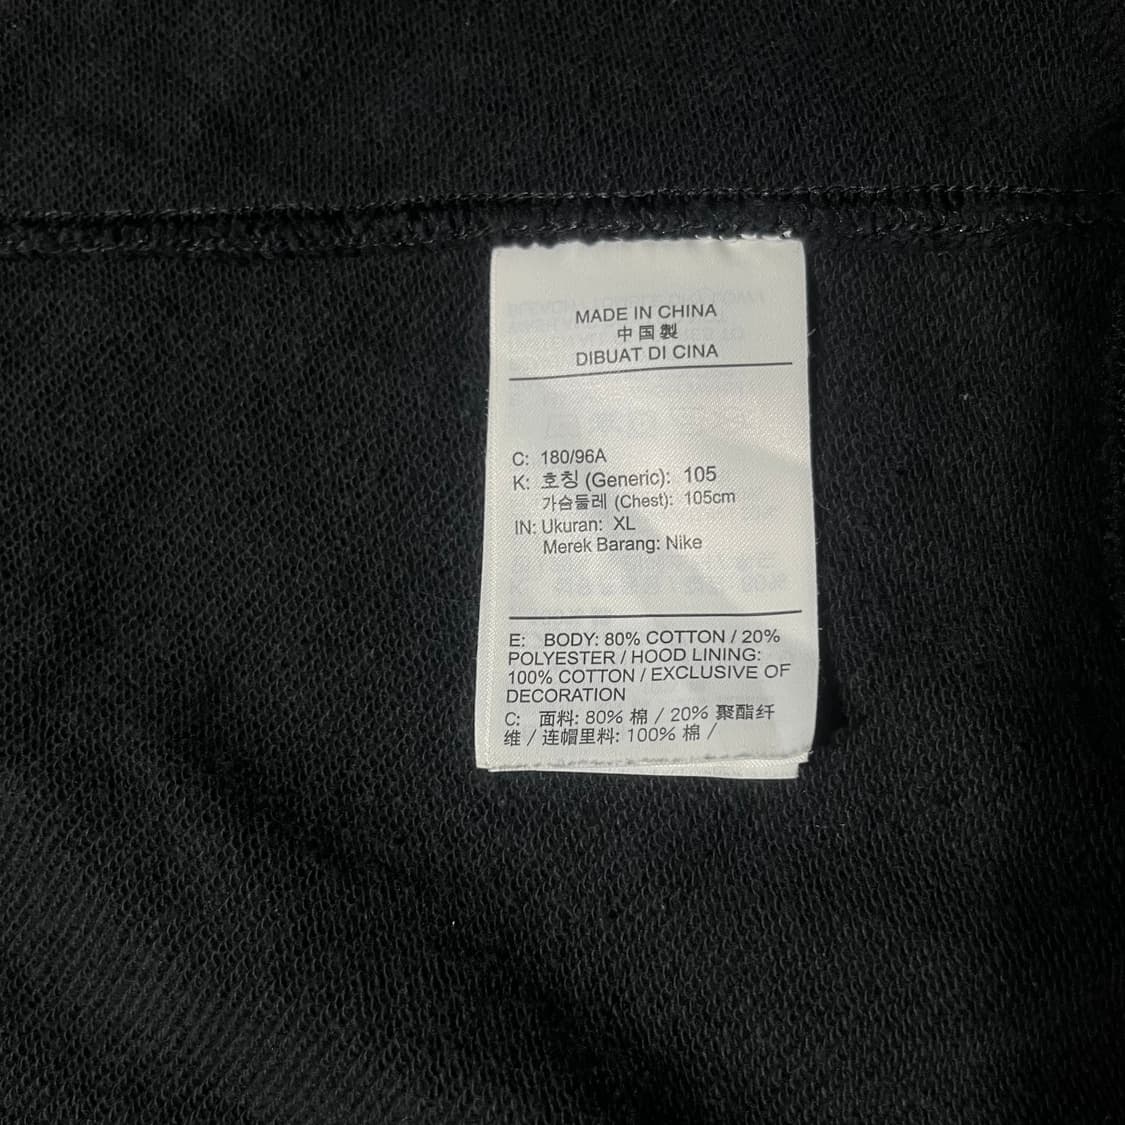 MADE IN CHINA
中国製
DIBUAT DI CINA
C: 180/96A
K: 호칭 (Generic): 105
가슴둘레 (Chest): 105cm
IN: Ukuran: XL
Merek Barang: Nike
E: BODY: 80% COTTON / 20%
POLYESTER / HOOD LINING:
100% COTTON / EXCLUSIVE OF
DECORATION
C: 面料: 80% 棉 / 20% 聚酯纤
维 / 连帽里料: 100% 棉 /